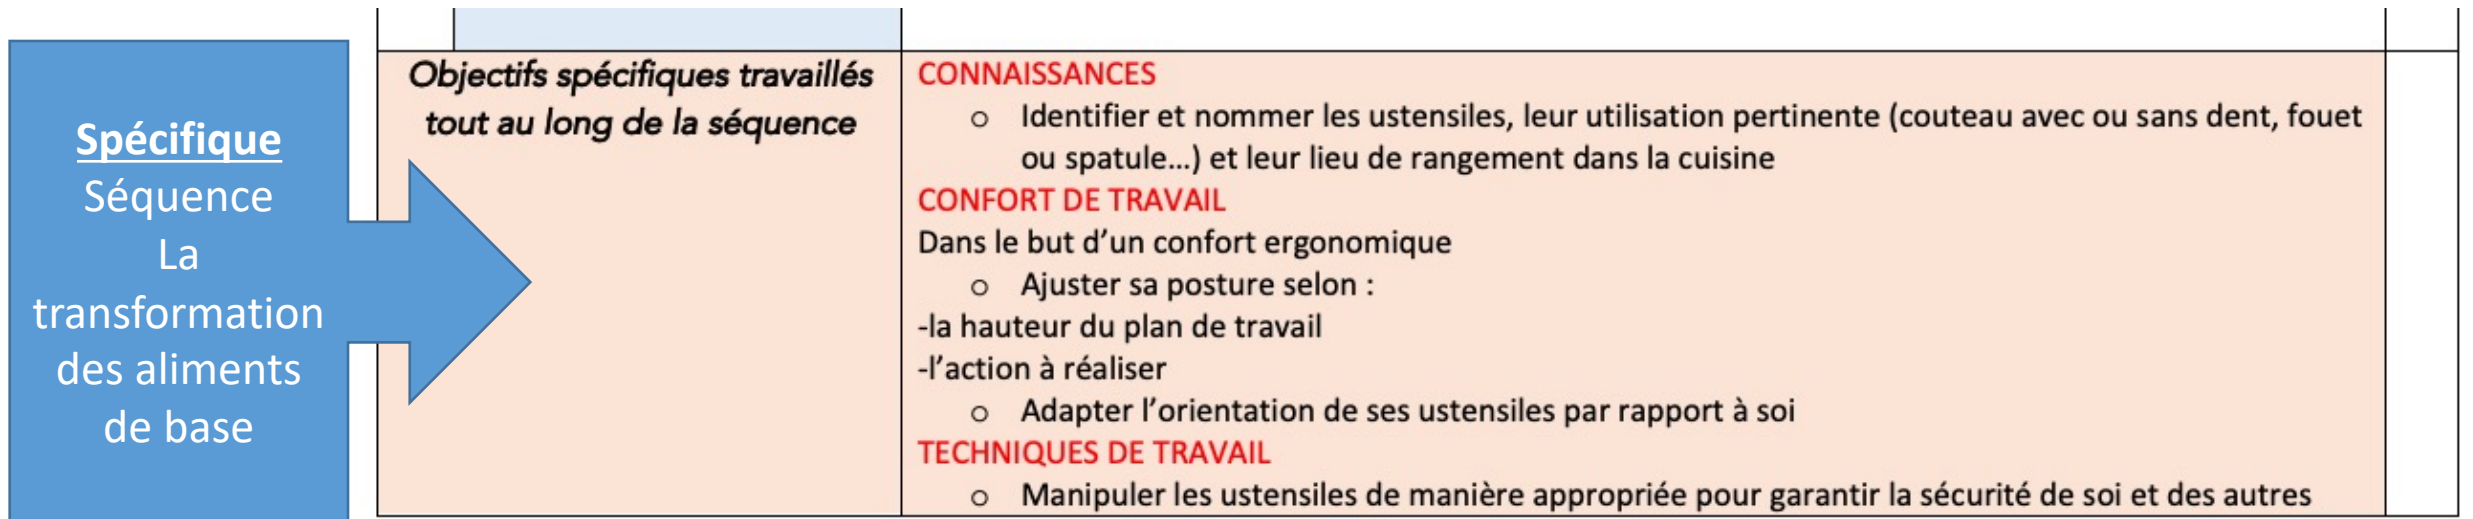 Spécifique
Séquence
La
transformation
des aliments
de base
Objectifs spécifiques travaillés
tout au long de la séquence
CONNAISSANCES
o Identifier et nommer les ustensiles, leur utilisation pertinente (couteau avec ou sans dent, fouet
ou spatule...) et leur lieu de rangement dans la cuisine
CONFORT DE TRAVAIL
Dans le but d'un confort ergonomique
o Ajuster sa posture selon :
-la hauteur du plan de travail
-l'action à réaliser
o Adapter l'orientation de ses ustensiles par rapport à soi
TECHNIQUES DE TRAVAIL
o Manipuler les ustensiles de manière appropriée pour garantir la sécurité de soi et des autres